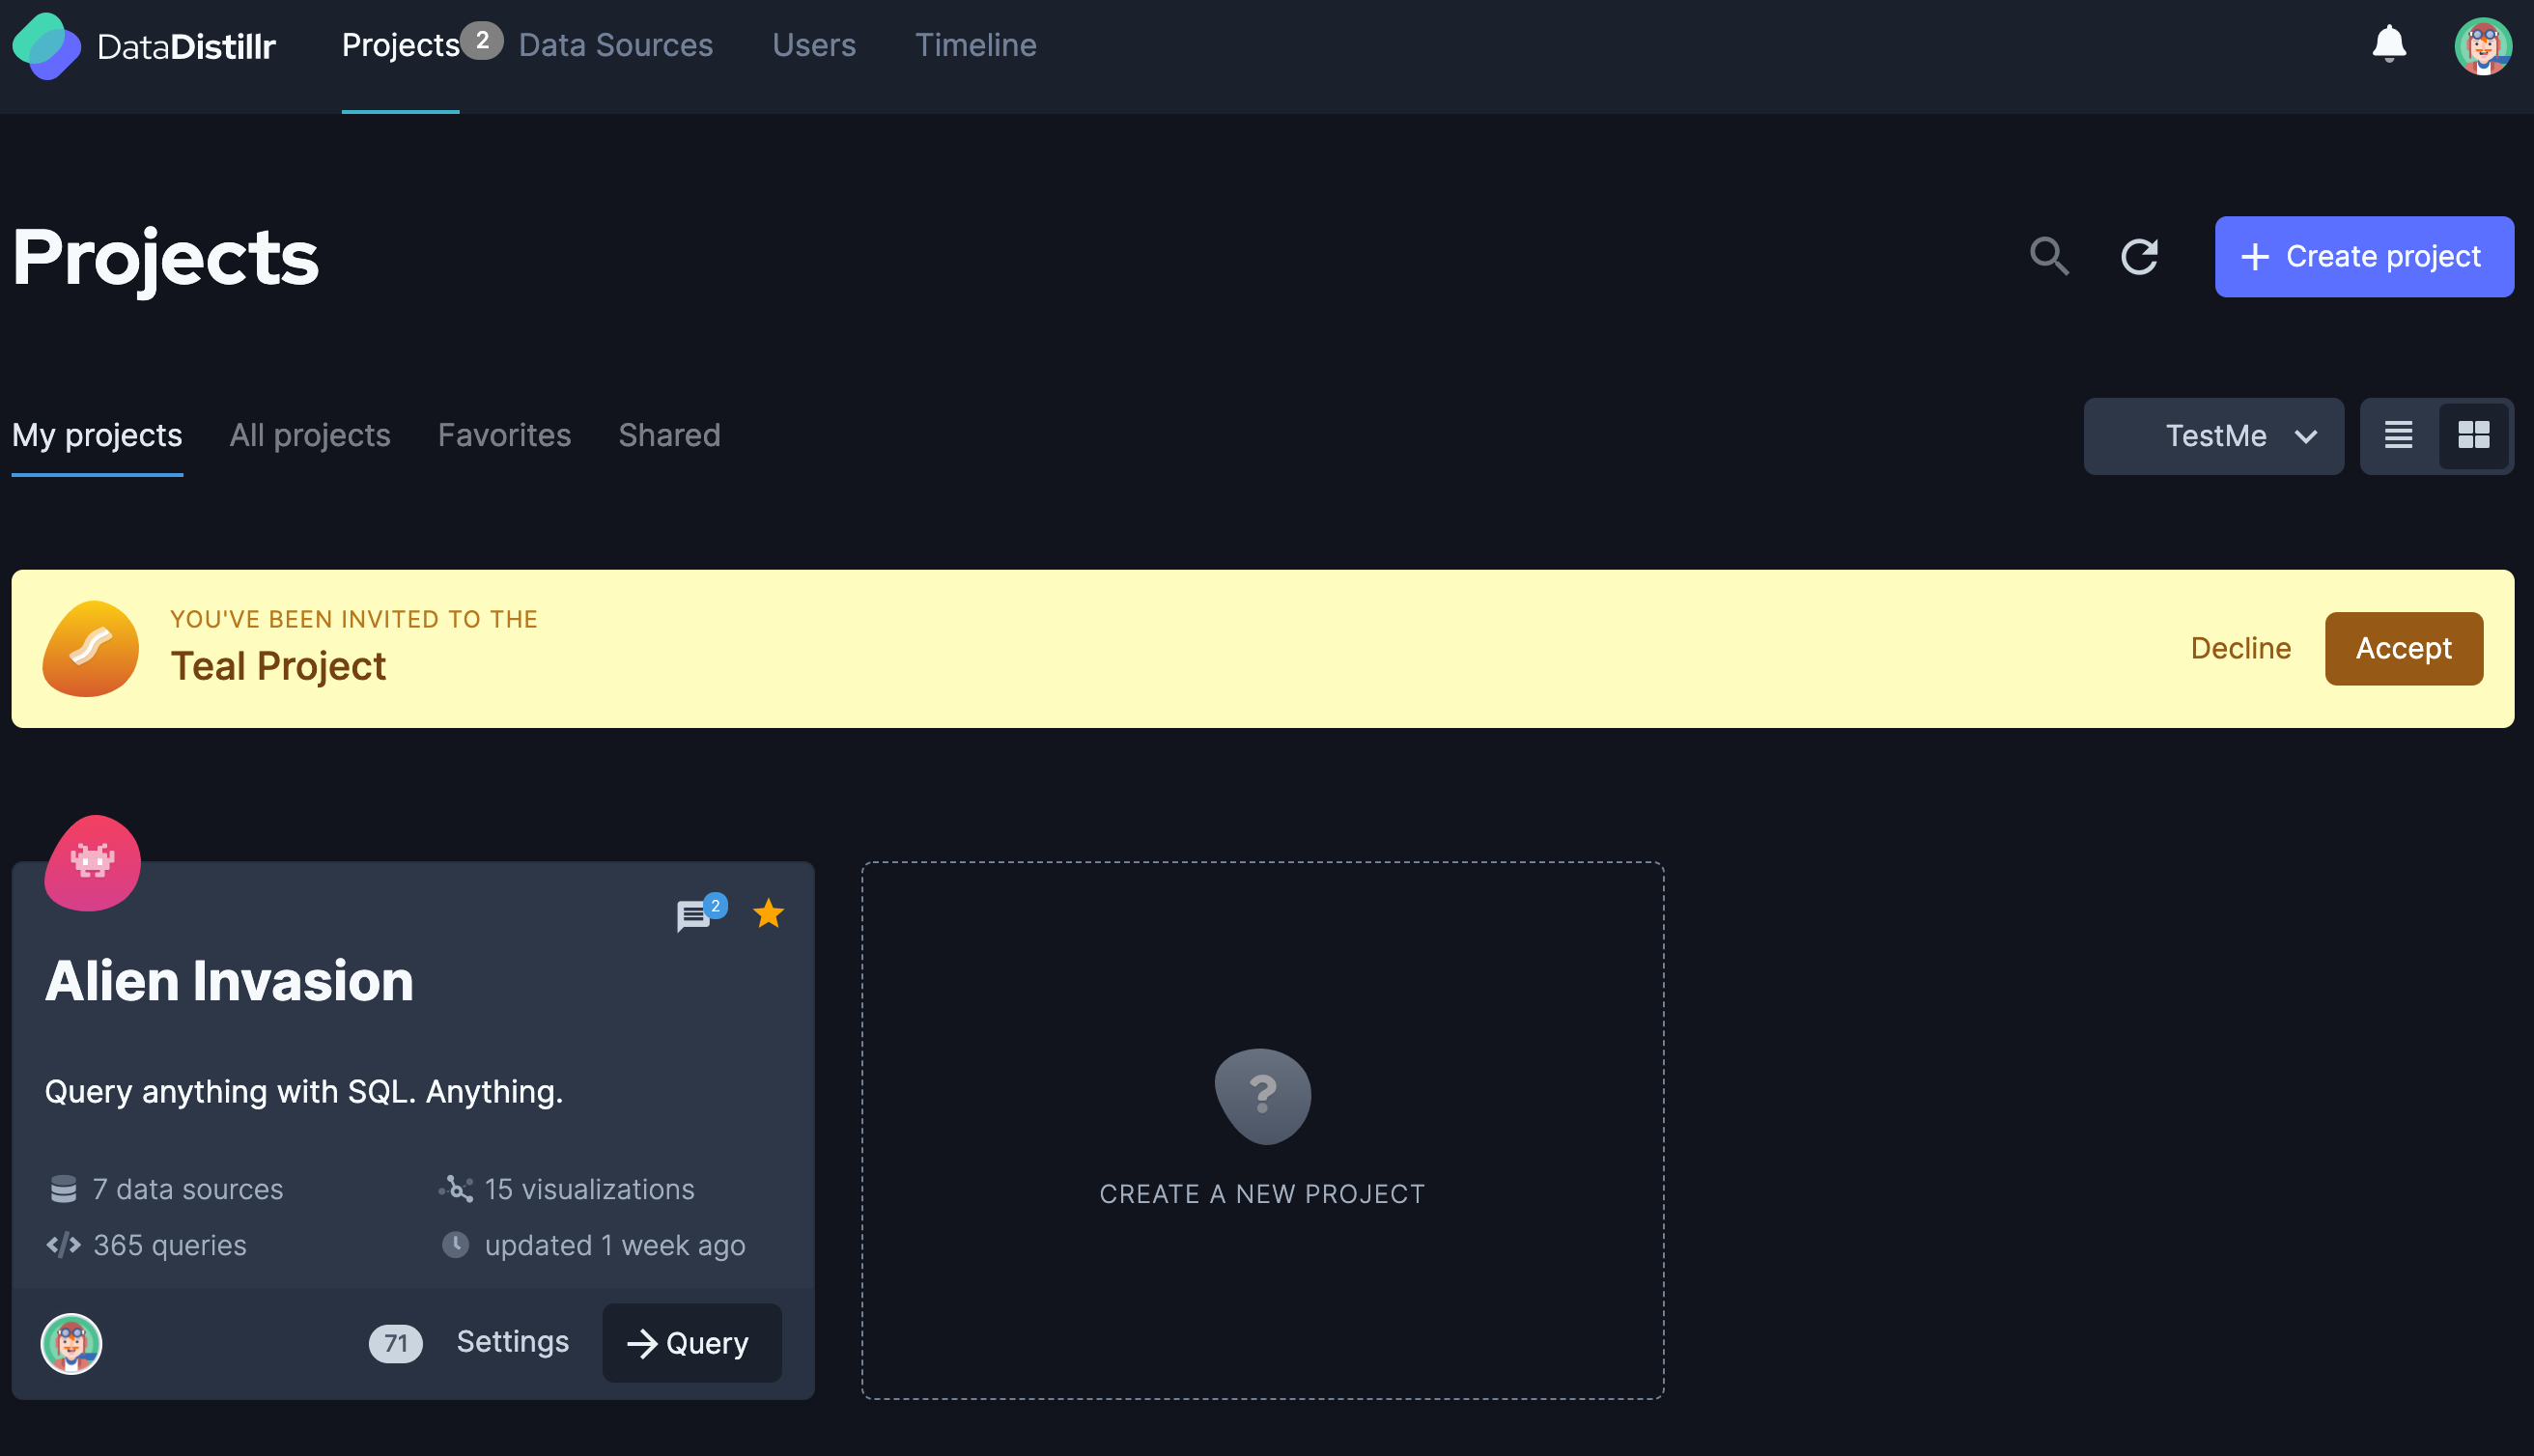 DataDistillr Projects 2 Data Sources Users Timeline
Projects
+ Create project
My projects All projects Favorites Shared
TestMe
YOU'VE BEEN INVITED TO THE
Teal Project
Decline Accept
2
Alien Invasion
Query anything with SQL. Anything.
7 data sources 15 visualizations
365 queries updated 1 week ago
71 Settings → Query
?
CREATE A NEW PROJECT